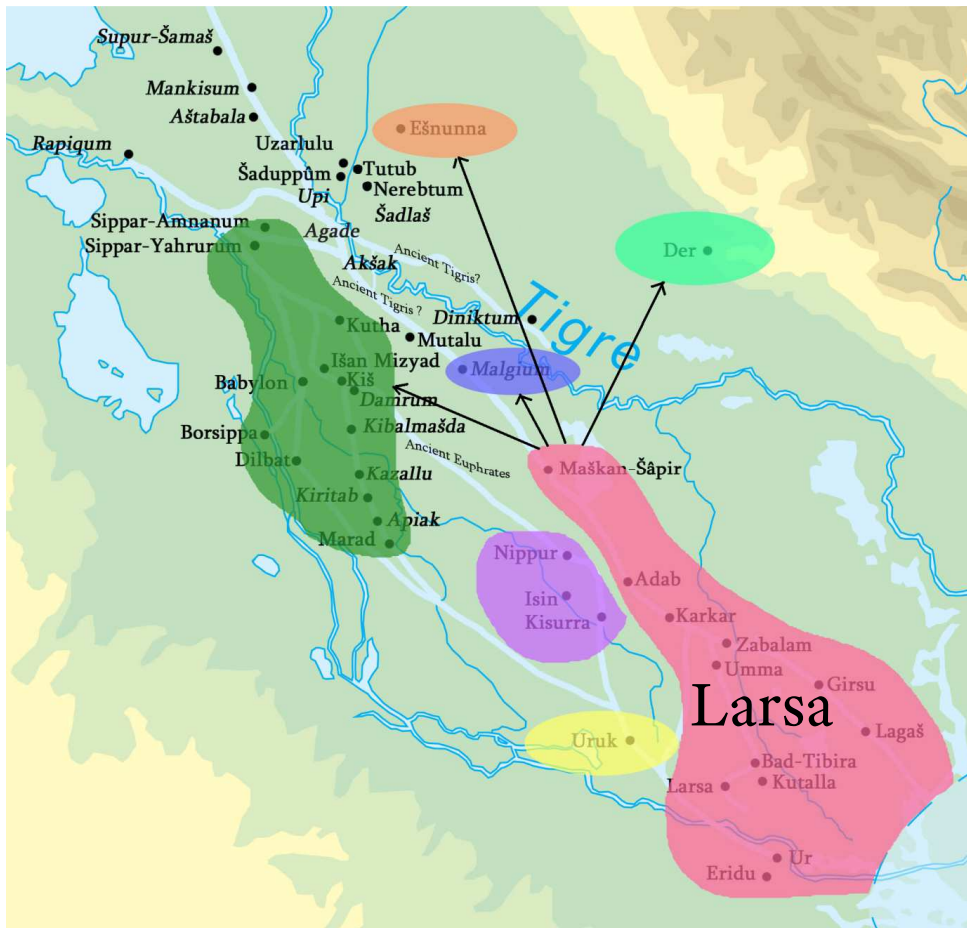 Supur-Šamaš
Mankisum
Aštabala
Ešnunna
Rapiqum
Uzarlulu
Tutub
Šaduppûm
Nerebtum
Upi
Šadlaš
Sippar-Amnanum
Agade
Sippar-Yahrurum
Der
Akšak
Ancient Tigris?
Ancient Tigris ?
Tigre
Diniktum
Kutha
Mutalu
Išan Mizyad
Malgium
Babylon
Kiš
Damrum
Borsippa
Kibalmašda
Ancient Euphrates
Dilbat
Kazallu
Maškan-Šâpir
Kiritab
Apiak
Marad
Nippur
Adab
Isin
Kisurra
Karkar
Zabalam
Umma
Girsu
Larsa
Uruk
Lagaš
Bad-Tibira
Larsa
Kutalla
Ur
Eridu